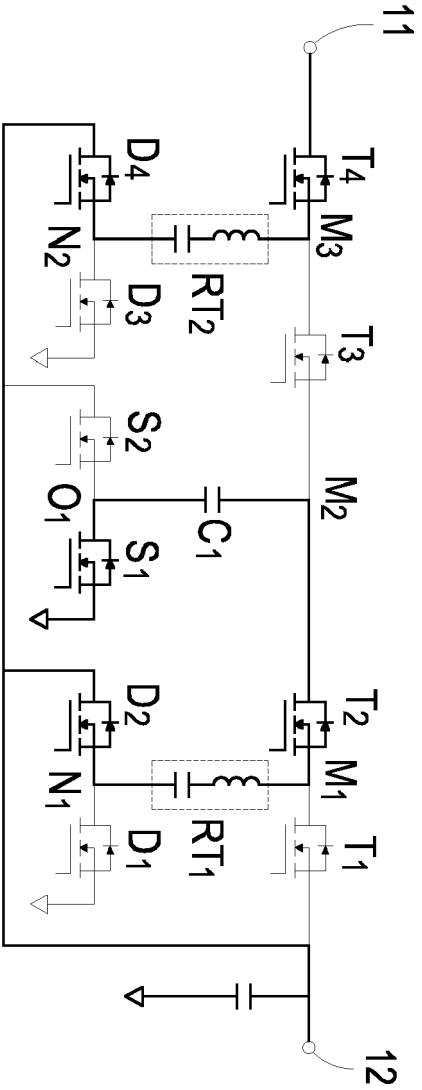 11
T₄
M₃
T₃
M₂
T₂
M₁
T₁
12
RT₂
C₁
RT₁
D₄
N₂
D₃
S₂
O₁
S₁
D₂
N₁
D₁